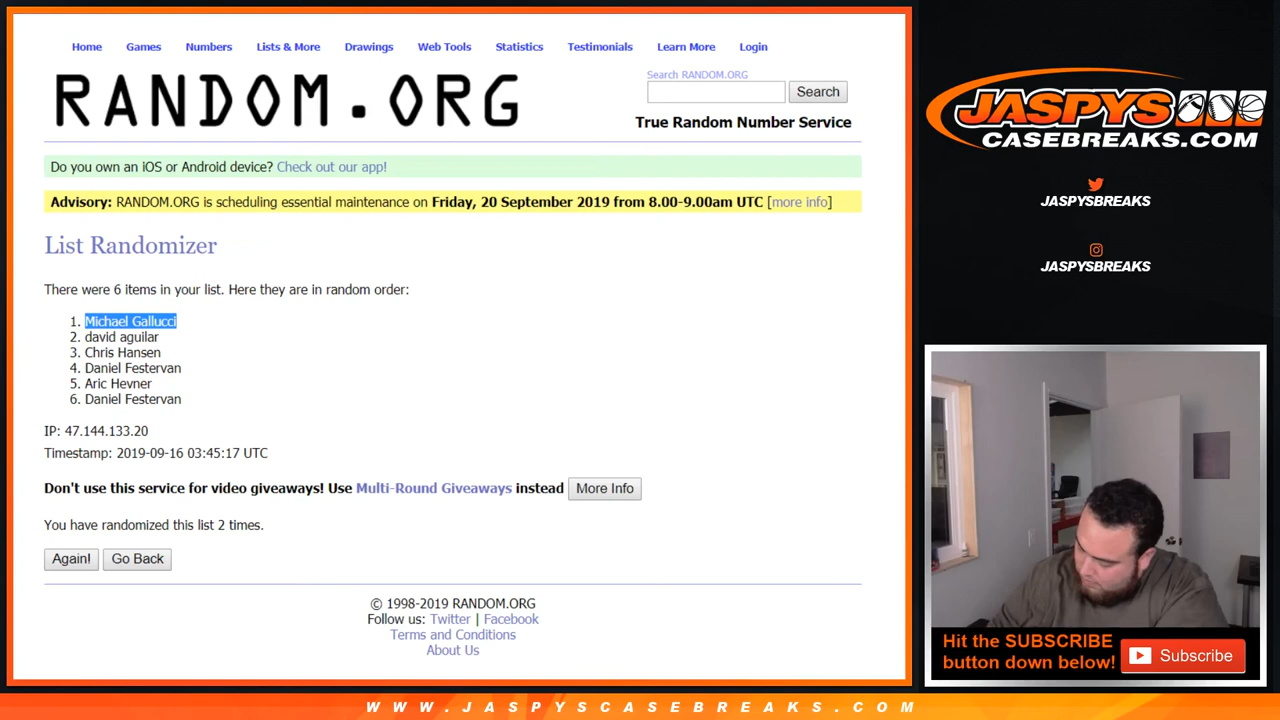 Home Games Numbers Lists & More Drawings Web Tools Statistics Testimonials Learn More Login
RANDOM.ORG
Search RANDOM.ORG
Search
True Random Number Service
Do you own an iOS or Android device? Check out our app!
Advisory: RANDOM.ORG is scheduling essential maintenance on Friday, 20 September 2019 from 8.00-9.00am UTC [more info]
List Randomizer
There were 6 items in your list. Here they are in random order:
1. Michael Gallucci
2. david aguilar
3. Chris Hansen
4. Daniel Festervan
5. Aric Hevner
6. Daniel Festervan
IP: 47.144.133.20
Timestamp: 2019-09-16 03:45:17 UTC
Don't use this service for video giveaways! Use Multi-Round Giveaways instead More Info
You have randomized this list 2 times.
Again! Go Back
© 1998-2019 RANDOM.ORG
Follow us: Twitter | Facebook
Terms and Conditions
About Us
JASPYS
CASEBREAKS.COM
JASPYSBREAKS
JASPYSBREAKS
Hit the SUBSCRIBE
button down below!
Subscribe
WWW.JASPYSCASEBREAKS.COM